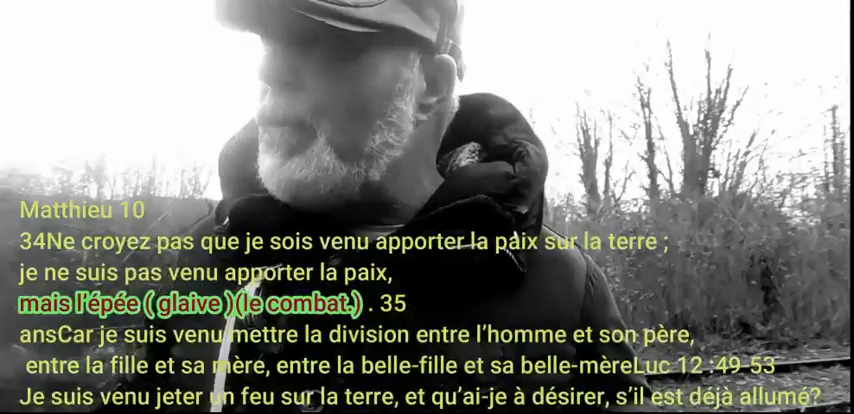 Matthieu 10
34Ne croyez pas que je sois venu apporter la paix sur la terre ;
je ne suis pas venu apporter la paix,
mais l'épée ( glaive )(le combat.) . 35
ansCar je suis venu mettre la division entre l'homme et son père,
entre la fille et sa mère, entre la belle-fille et sa belle-mèreLuc 12 :49-53
Je suis venu jeter un feu sur la terre, et qu'ai-je à désirer, s'il est déjà allumé?